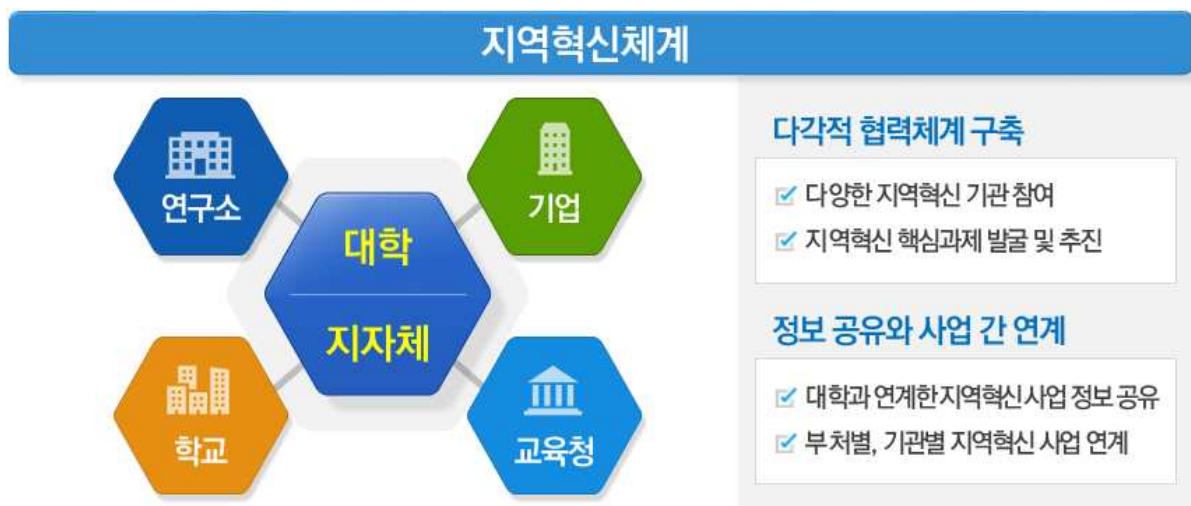 지역혁신체계
연구소
기업
대학
지자체
학교
교육청
다각적 협력체계 구축
다양한 지역혁신 기관 참여
지역혁신 핵심과제 발굴 및 추진
정보 공유와 사업 간 연계
대학과 연계한 지역혁신 사업 정보 공유
부처별, 기관별 지역혁신 사업 연계